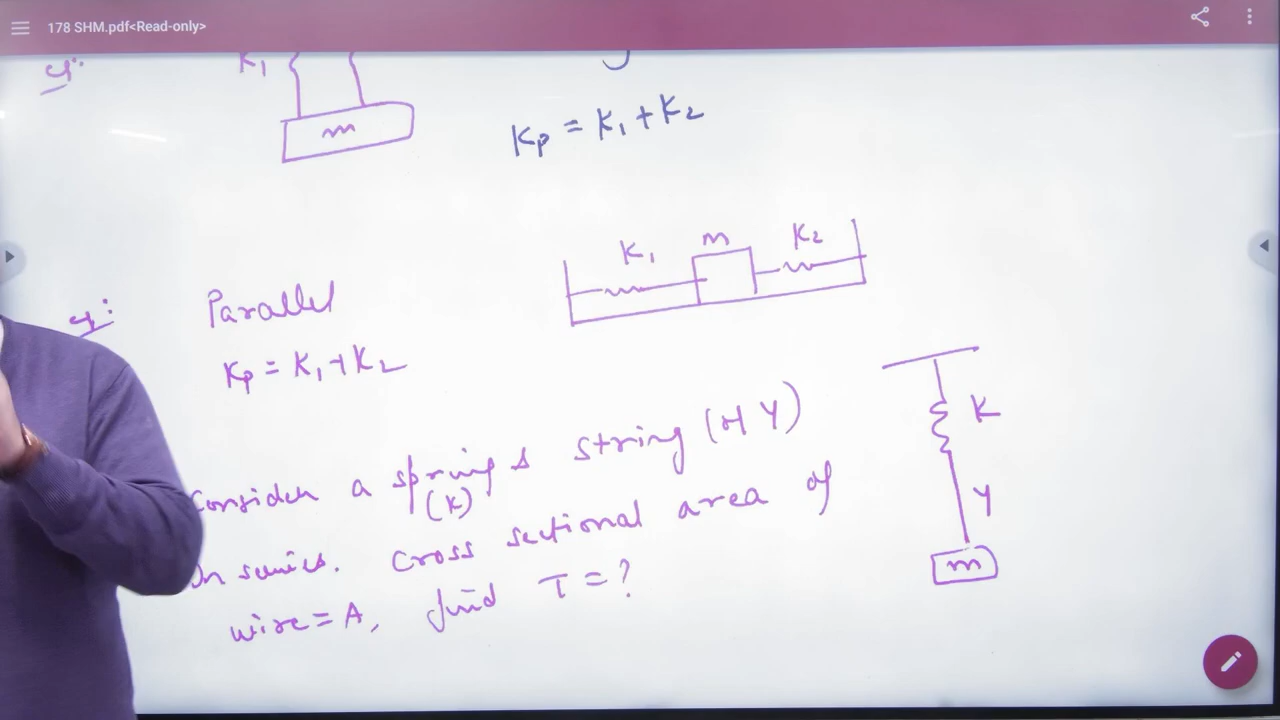 178 SHM.pdf<Read-only>
K1
m
Kp = K1 + K2
K1 m K2
Parallel
Kp = K1 + K2
Consider a spring & string (of Y)
(K)
In series. Cross sectional area of
wire = A, find T = ?
K
Y
m